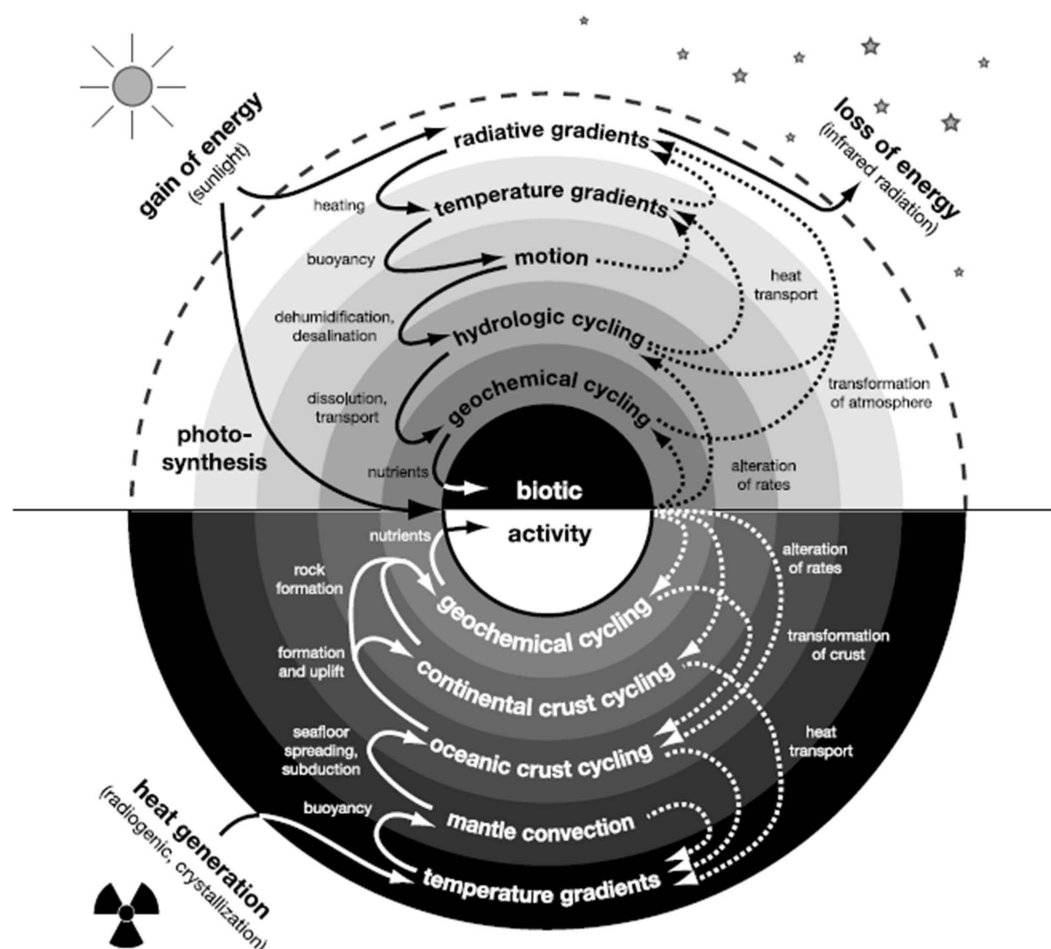 gain of energy
(sunlight)
loss of energy
(infrared radiation)
radiative gradients
heating
temperature gradients
buoyancy
motion
heat
transport
dehumidification,
desalination
hydrologic cycling
dissolution,
transport
geochemical cycling
transformation
of atmosphere
photo-
synthesis
nutrients
alteration
of rates
biotic
activity
nutrients
alteration
of rates
rock
formation
geochemical cycling
transformation
of crust
formation
and uplift
continental crust cycling
seafloor
spreading,
subduction
oceanic crust cycling
heat
transport
buoyancy
mantle convection
temperature gradients
heat generation
(radiogenic, crystallization)